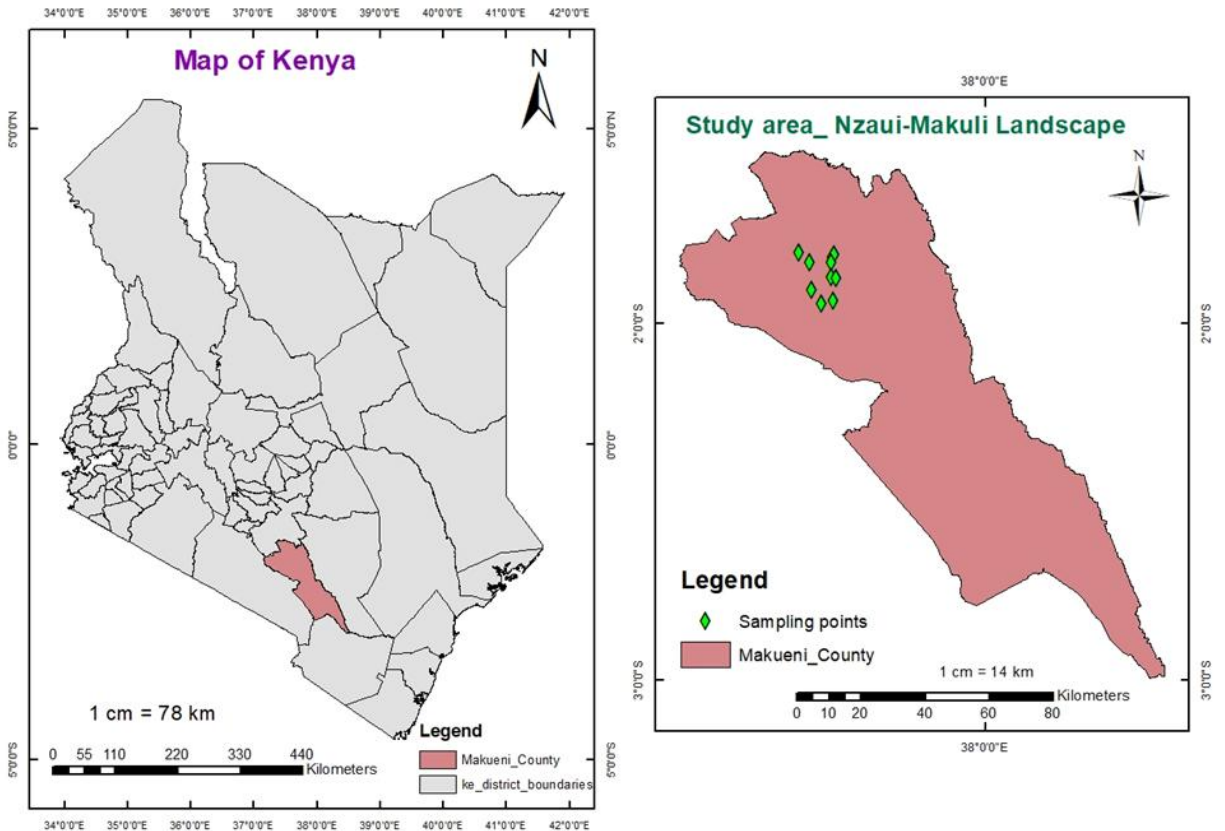 34°0'0"E 35°0'0"E 36°0'0"E 37°0'0"E 38°0'0"E 39°0'0"E 40°0'0"E 41°0'0"E 42°0'0"E
Map of Kenya
N
5°0'0"N
5°0'0"N
0°0'0"
0°0'0"
5°0'0"S
5°0'0"S
1 cm = 78 km
0 55 110 220 330 440
Kilometers
Legend
Makueni_County
ke_district_boundaries
34°0'0"E 35°0'0"E 36°0'0"E 37°0'0"E 38°0'0"E 39°0'0"E 40°0'0"E 41°0'0"E 42°0'0"E
38°0'0"E
Study area_ Nzaui-Makuli Landscape
N
2°0'0"S
2°0'0"S
3°0'0"S
3°0'0"S
Legend
Sampling points
Makueni_County
1 cm = 14 km
Kilometers
0 10 20 40 60 80
38°0'0"E